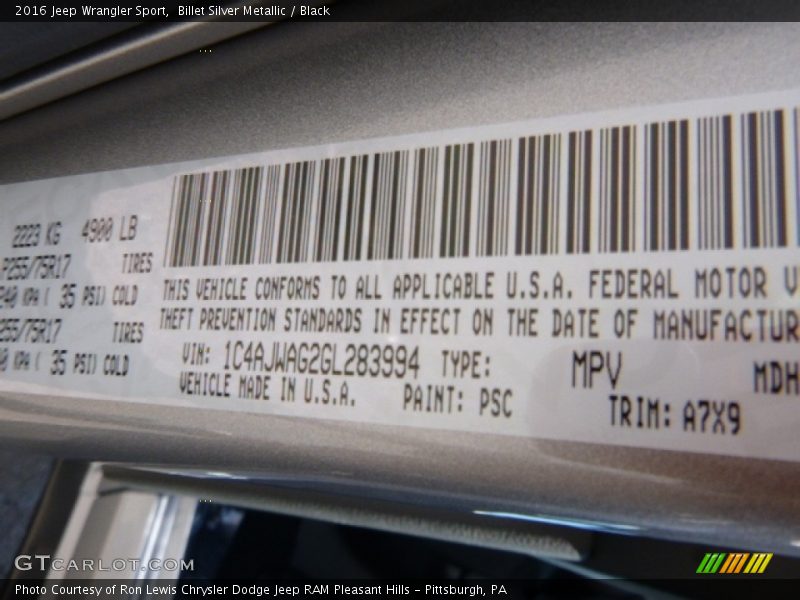 2016 Jeep Wrangler Sport,  Billet Silver Metallic / Black
2223 KG 4900 LB
P255/75R17 TIRES
240 KPA ( 35 PSI) COLD
255/75R17 TIRES
KPA ( 35 PSI) COLD
THIS VEHICLE CONFORMS TO ALL APPLICABLE U.S.A. FEDERAL MOTOR V
THEFT PREVENTION STANDARDS IN EFFECT ON THE DATE OF MANUFACTUR
VIN: 1C4AJWAG2GL283994 TYPE: MPV MDH
VEHICLE MADE IN U.S.A. PAINT: PSC TRIM: A7X9
GTCARLOT.COM
Photo Courtesy of Ron Lewis Chrysler Dodge Jeep RAM Pleasant Hills - Pittsburgh, PA